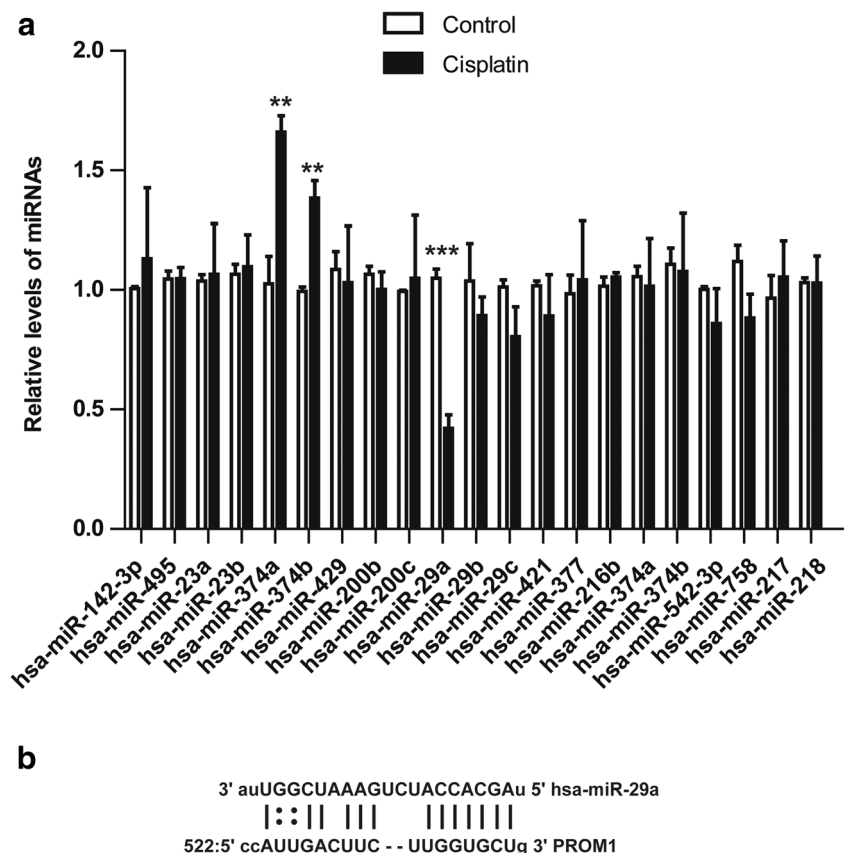 a
Control
Cisplatin
Relative levels of miRNAs
2.0
1.5
1.0
0.5
0.0
**
**
***
hsa-miR-142-3p
hsa-miR-495
hsa-miR-23a
hsa-miR-23b
hsa-miR-374a
hsa-miR-374b
hsa-miR-429
hsa-miR-200b
hsa-miR-200c
hsa-miR-29a
hsa-miR-29b
hsa-miR-29c
hsa-miR-421
hsa-miR-377
hsa-miR-216b
hsa-miR-374a
hsa-miR-374b
hsa-miR-542-3p
hsa-miR-758
hsa-miR-217
hsa-miR-218
b
3' auUGGCUAAAGUCUACCACGAu 5' hsa-miR-29a
|::|| ||| |||||||
522:5' ccAUUGACUUC - - UUGGUGCUg 3' PROM1